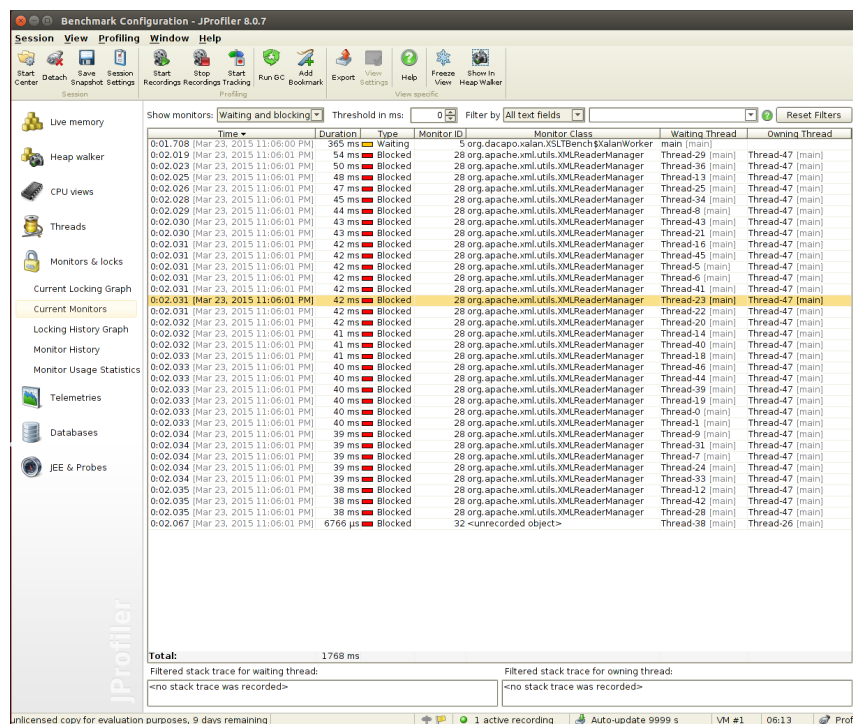 Benchmark Configuration - JProfiler 8.0.7
Session View Profiling Window Help
Start Center Detach Save Snapshot Session Settings Start Recordings Stop Recordings Start Tracking Run GC Add Bookmark Export View Settings Help Freeze View Show In Heap Walker
Session Profiling View specific
Show monitors: Waiting and blocking Threshold in ms: 0 Filter by All text fields Reset Filters
Live memory
Heap walker
CPU views
Threads
Monitors & locks
Current Locking Graph
Current Monitors
Locking History Graph
Monitor History
Monitor Usage Statistics
Telemetries
Databases
JEE & Probes
JProfiler
Time Duration Type Monitor ID Monitor Class Waiting Thread Owning Thread
0:01.708 [Mar 23, 2015 11:06:00 PM] 365 ms Waiting 5 org.dacapo.xalan.XSLTBench$XalanWorker main [main]
0:02.019 [Mar 23, 2015 11:06:01 PM] 54 ms Blocked 28 org.apache.xml.utils.XMLReaderManager Thread-29 [main] Thread-47 [main]
0:02.023 [Mar 23, 2015 11:06:01 PM] 50 ms Blocked 28 org.apache.xml.utils.XMLReaderManager Thread-36 [main] Thread-47 [main]
0:02.025 [Mar 23, 2015 11:06:01 PM] 48 ms Blocked 28 org.apache.xml.utils.XMLReaderManager Thread-13 [main] Thread-47 [main]
0:02.026 [Mar 23, 2015 11:06:01 PM] 47 ms Blocked 28 org.apache.xml.utils.XMLReaderManager Thread-25 [main] Thread-47 [main]
0:02.028 [Mar 23, 2015 11:06:01 PM] 45 ms Blocked 28 org.apache.xml.utils.XMLReaderManager Thread-34 [main] Thread-47 [main]
0:02.029 [Mar 23, 2015 11:06:01 PM] 44 ms Blocked 28 org.apache.xml.utils.XMLReaderManager Thread-8 [main] Thread-47 [main]
0:02.030 [Mar 23, 2015 11:06:01 PM] 43 ms Blocked 28 org.apache.xml.utils.XMLReaderManager Thread-43 [main] Thread-47 [main]
0:02.030 [Mar 23, 2015 11:06:01 PM] 43 ms Blocked 28 org.apache.xml.utils.XMLReaderManager Thread-21 [main] Thread-47 [main]
0:02.031 [Mar 23, 2015 11:06:01 PM] 42 ms Blocked 28 org.apache.xml.utils.XMLReaderManager Thread-16 [main] Thread-47 [main]
0:02.031 [Mar 23, 2015 11:06:01 PM] 42 ms Blocked 28 org.apache.xml.utils.XMLReaderManager Thread-45 [main] Thread-47 [main]
0:02.031 [Mar 23, 2015 11:06:01 PM] 42 ms Blocked 28 org.apache.xml.utils.XMLReaderManager Thread-5 [main] Thread-47 [main]
0:02.031 [Mar 23, 2015 11:06:01 PM] 42 ms Blocked 28 org.apache.xml.utils.XMLReaderManager Thread-6 [main] Thread-47 [main]
0:02.031 [Mar 23, 2015 11:06:01 PM] 42 ms Blocked 28 org.apache.xml.utils.XMLReaderManager Thread-41 [main] Thread-47 [main]
0:02.031 [Mar 23, 2015 11:06:01 PM] 42 ms Blocked 28 org.apache.xml.utils.XMLReaderManager Thread-23 [main] Thread-47 [main]
0:02.031 [Mar 23, 2015 11:06:01 PM] 42 ms Blocked 28 org.apache.xml.utils.XMLReaderManager Thread-22 [main] Thread-47 [main]
0:02.032 [Mar 23, 2015 11:06:01 PM] 42 ms Blocked 28 org.apache.xml.utils.XMLReaderManager Thread-20 [main] Thread-47 [main]
0:02.032 [Mar 23, 2015 11:06:01 PM] 41 ms Blocked 28 org.apache.xml.utils.XMLReaderManager Thread-14 [main] Thread-47 [main]
0:02.032 [Mar 23, 2015 11:06:01 PM] 42 ms Blocked 28 org.apache.xml.utils.XMLReaderManager Thread-40 [main] Thread-47 [main]
0:02.033 [Mar 23, 2015 11:06:01 PM] 41 ms Blocked 28 org.apache.xml.utils.XMLReaderManager Thread-18 [main] Thread-47 [main]
0:02.033 [Mar 23, 2015 11:06:01 PM] 40 ms Blocked 28 org.apache.xml.utils.XMLReaderManager Thread-46 [main] Thread-47 [main]
0:02.033 [Mar 23, 2015 11:06:01 PM] 40 ms Blocked 28 org.apache.xml.utils.XMLReaderManager Thread-44 [main] Thread-47 [main]
0:02.033 [Mar 23, 2015 11:06:01 PM] 40 ms Blocked 28 org.apache.xml.utils.XMLReaderManager Thread-39 [main] Thread-47 [main]
0:02.033 [Mar 23, 2015 11:06:01 PM] 40 ms Blocked 28 org.apache.xml.utils.XMLReaderManager Thread-19 [main] Thread-47 [main]
0:02.033 [Mar 23, 2015 11:06:01 PM] 40 ms Blocked 28 org.apache.xml.utils.XMLReaderManager Thread-0 [main] Thread-47 [main]
0:02.033 [Mar 23, 2015 11:06:01 PM] 40 ms Blocked 28 org.apache.xml.utils.XMLReaderManager Thread-1 [main] Thread-47 [main]
0:02.034 [Mar 23, 2015 11:06:01 PM] 39 ms Blocked 28 org.apache.xml.utils.XMLReaderManager Thread-9 [main] Thread-47 [main]
0:02.034 [Mar 23, 2015 11:06:01 PM] 39 ms Blocked 28 org.apache.xml.utils.XMLReaderManager Thread-31 [main] Thread-47 [main]
0:02.034 [Mar 23, 2015 11:06:01 PM] 39 ms Blocked 28 org.apache.xml.utils.XMLReaderManager Thread-7 [main] Thread-47 [main]
0:02.034 [Mar 23, 2015 11:06:01 PM] 39 ms Blocked 28 org.apache.xml.utils.XMLReaderManager Thread-24 [main] Thread-47 [main]
0:02.034 [Mar 23, 2015 11:06:01 PM] 39 ms Blocked 28 org.apache.xml.utils.XMLReaderManager Thread-33 [main] Thread-47 [main]
0:02.035 [Mar 23, 2015 11:06:01 PM] 38 ms Blocked 28 org.apache.xml.utils.XMLReaderManager Thread-12 [main] Thread-47 [main]
0:02.035 [Mar 23, 2015 11:06:01 PM] 38 ms Blocked 28 org.apache.xml.utils.XMLReaderManager Thread-42 [main] Thread-47 [main]
0:02.035 [Mar 23, 2015 11:06:01 PM] 38 ms Blocked 28 org.apache.xml.utils.XMLReaderManager Thread-28 [main] Thread-47 [main]
0:02.067 [Mar 23, 2015 11:06:01 PM] 6766 µs Blocked 32 <unrecorded object> Thread-38 [main] Thread-26 [main]
Total: 1768 ms
Filtered stack trace for waiting thread: Filtered stack trace for owning thread:
<no stack trace was recorded> <no stack trace was recorded>
unlicensed copy for evaluation purposes, 9 days remaining 1 active recording Auto-update 9999 s VM #1 06:13 Prof